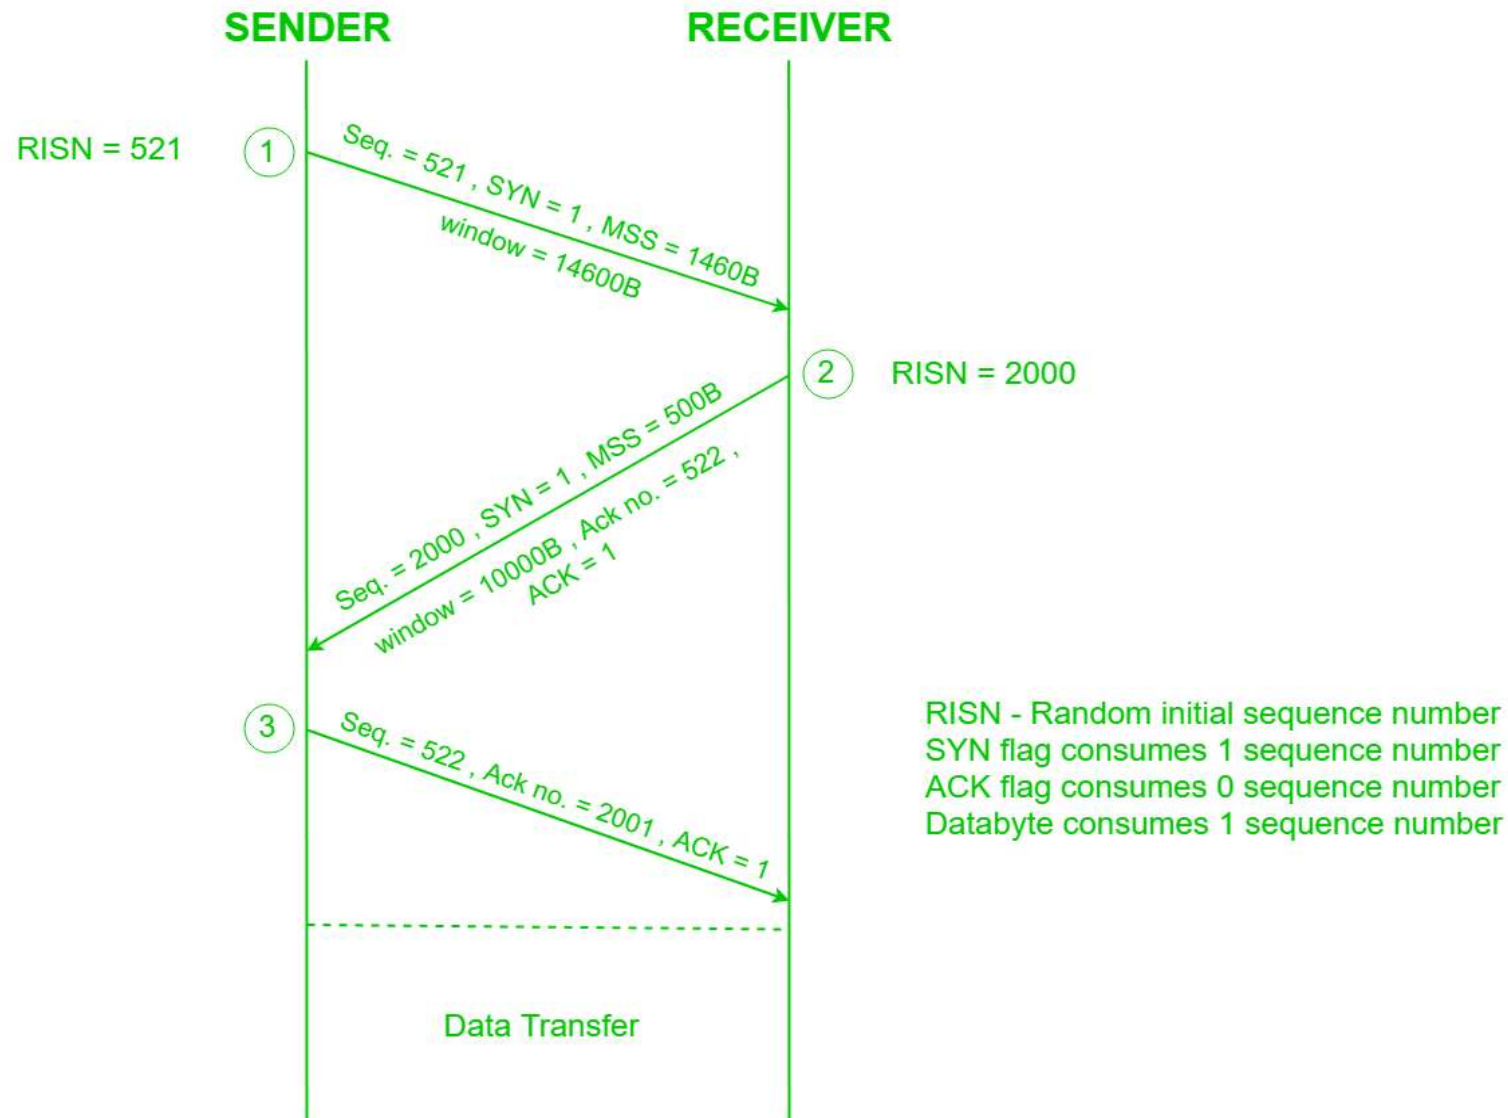 SENDER
RECEIVER
RISN = 521
1
Seq. = 521 , SYN = 1 , MSS = 1460B
window = 14600B
2
RISN = 2000
Seq. = 2000 , SYN = 1 , MSS = 500B
window = 10000B , Ack no. = 522 ,
ACK = 1
3
Seq. = 522 , Ack no. = 2001 , ACK = 1
RISN - Random initial sequence number
SYN flag consumes 1 sequence number
ACK flag consumes 0 sequence number
Databyte consumes 1 sequence number
Data Transfer